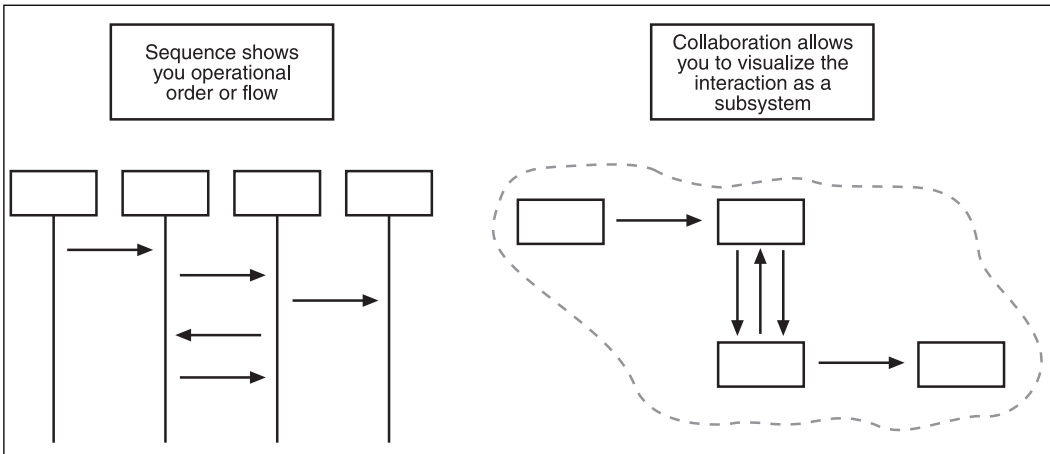 Sequence shows
you operational
order or flow
Collaboration allows
you to visualize the
interaction as a
subsystem